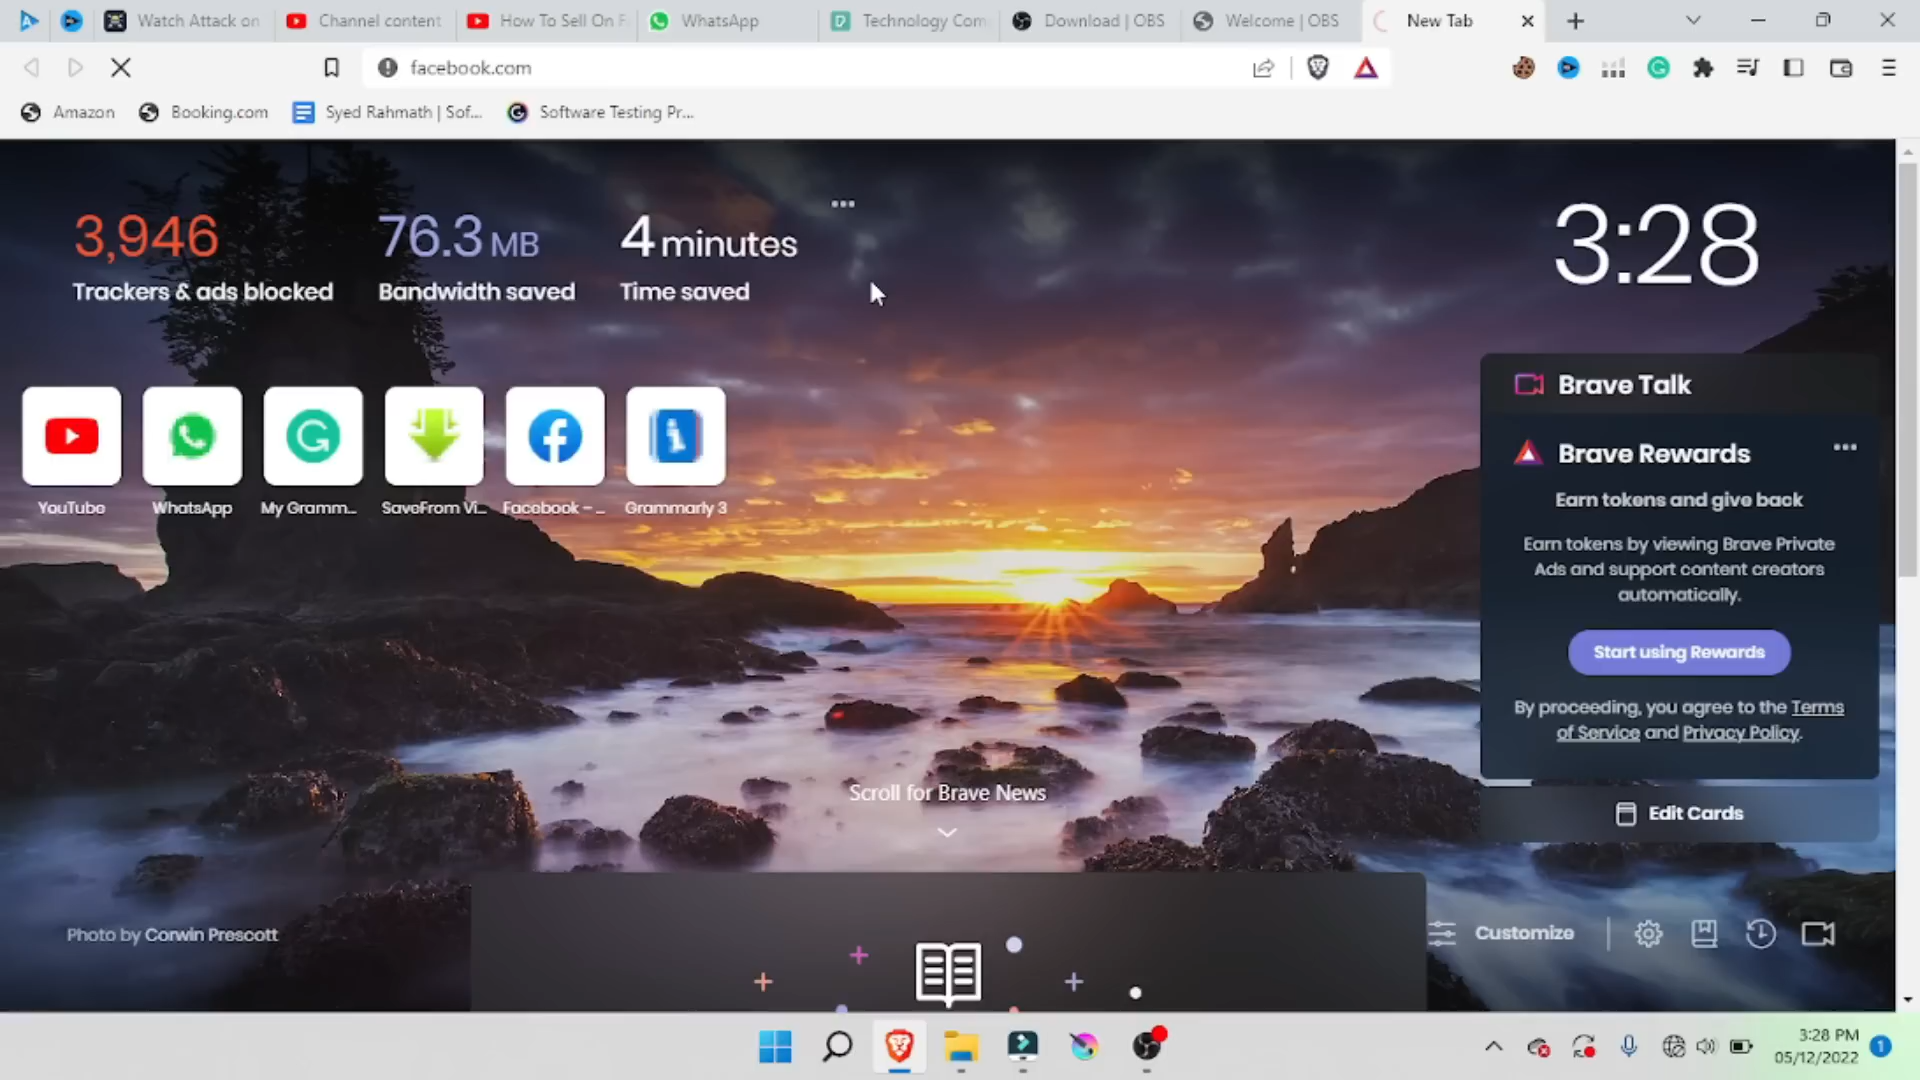 Watch Attack on
Channel content
How To Sell On F
WhatsApp
Technology Com
Download | OBS
Welcome | OBS
New Tab
facebook.com
Amazon
Booking.com
Syed Rahmath | Sof...
Software Testing Pr...
3,946
Trackers & ads blocked
76.3 MB
Bandwidth saved
4 minutes
Time saved
3:28
YouTube
WhatsApp
My Gramm...
SaveFrom Vi...
Facebook – ...
Grammarly 3
Brave Talk
Brave Rewards
Earn tokens and give back
Earn tokens by viewing Brave Private
Ads and support content creators
automatically.
Start using Rewards
By proceeding, you agree to the Terms
of Service and Privacy Policy.
Edit Cards
Scroll for Brave News
Photo by Corwin Prescott
Customize
3:28 PM
05/12/2022
1